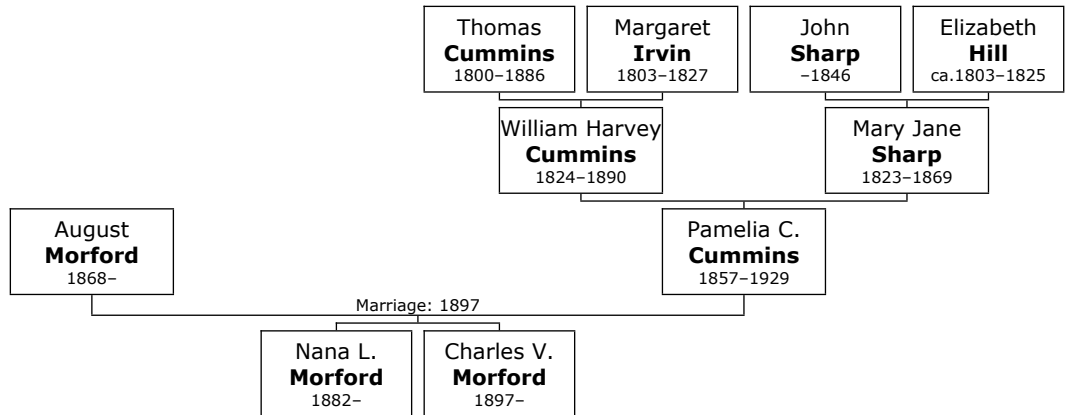 Thomas
Cummins
1800–1886
Margaret
Irvin
1803–1827
John
Sharp
–1846
Elizabeth
Hill
ca.1803–1825
William Harvey
Cummins
1824–1890
Mary Jane
Sharp
1823–1869
August
Morford
1868–
Pamelia C.
Cummins
1857–1929
Marriage: 1897
Nana L.
Morford
1882–
Charles V.
Morford
1897–